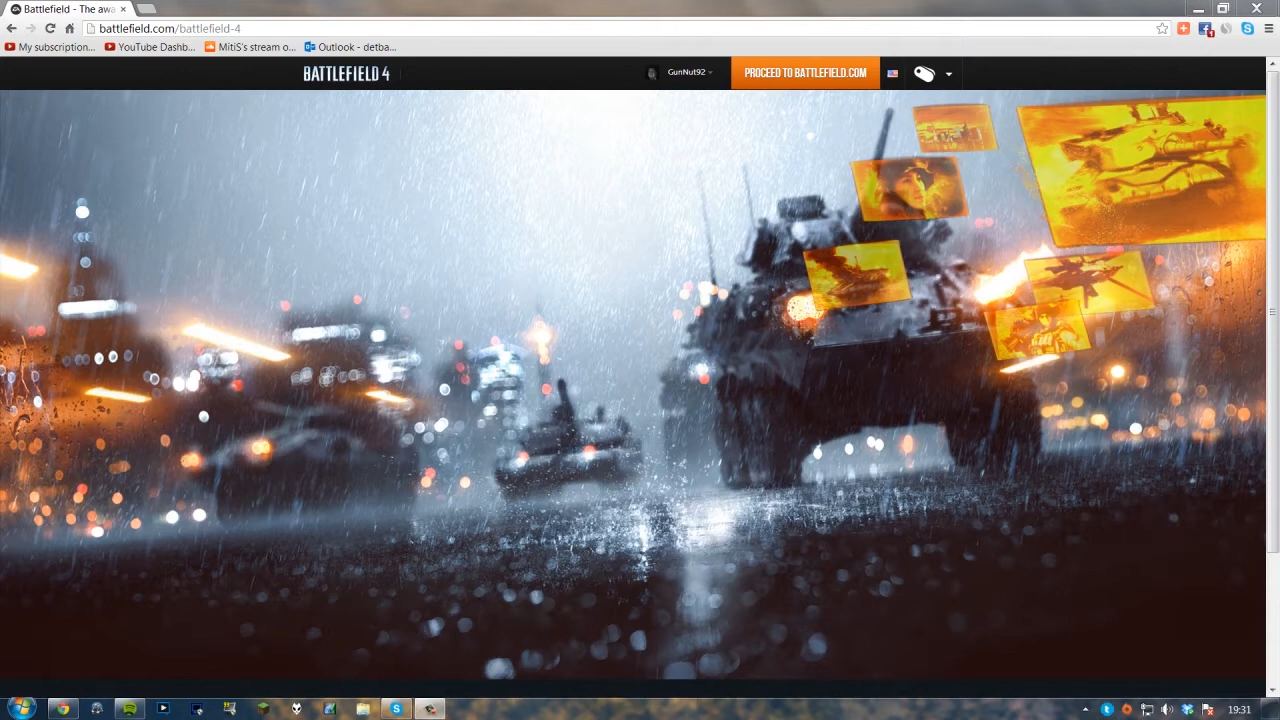 Battlefield - The awa
battlefield.com/battlefield-4
My subscription...
YouTube Dashb...
MitiS's stream o...
Outlook - detba...
BATTLEFIELD 4
GunNut92
PROCEED TO BATTLEFIELD.COM
19:31